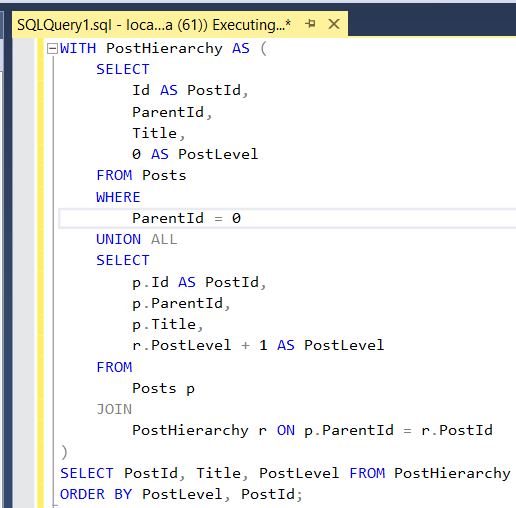 SQLQuery1.sql - loca...a (61)) Executing...*
WITH PostHierarchy AS (
SELECT
Id AS PostId,
ParentId,
Title,
0 AS PostLevel
FROM Posts
WHERE
ParentId = 0
UNION ALL
SELECT
p.Id AS PostId,
p.ParentId,
p.Title,
r.PostLevel + 1 AS PostLevel
FROM
Posts p
JOIN
PostHierarchy r ON p.ParentId = r.PostId
)
SELECT PostId, Title, PostLevel FROM PostHierarchy
ORDER BY PostLevel, PostId;